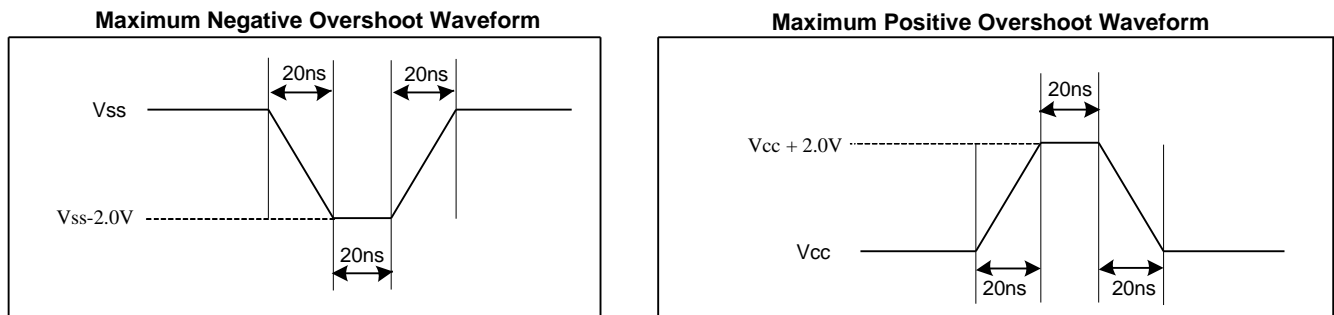 Maximum Negative Overshoot Waveform
20ns
20ns
Vss
Vss-2.0V
20ns
Maximum Positive Overshoot Waveform
20ns
Vcc + 2.0V
Vcc
20ns
20ns